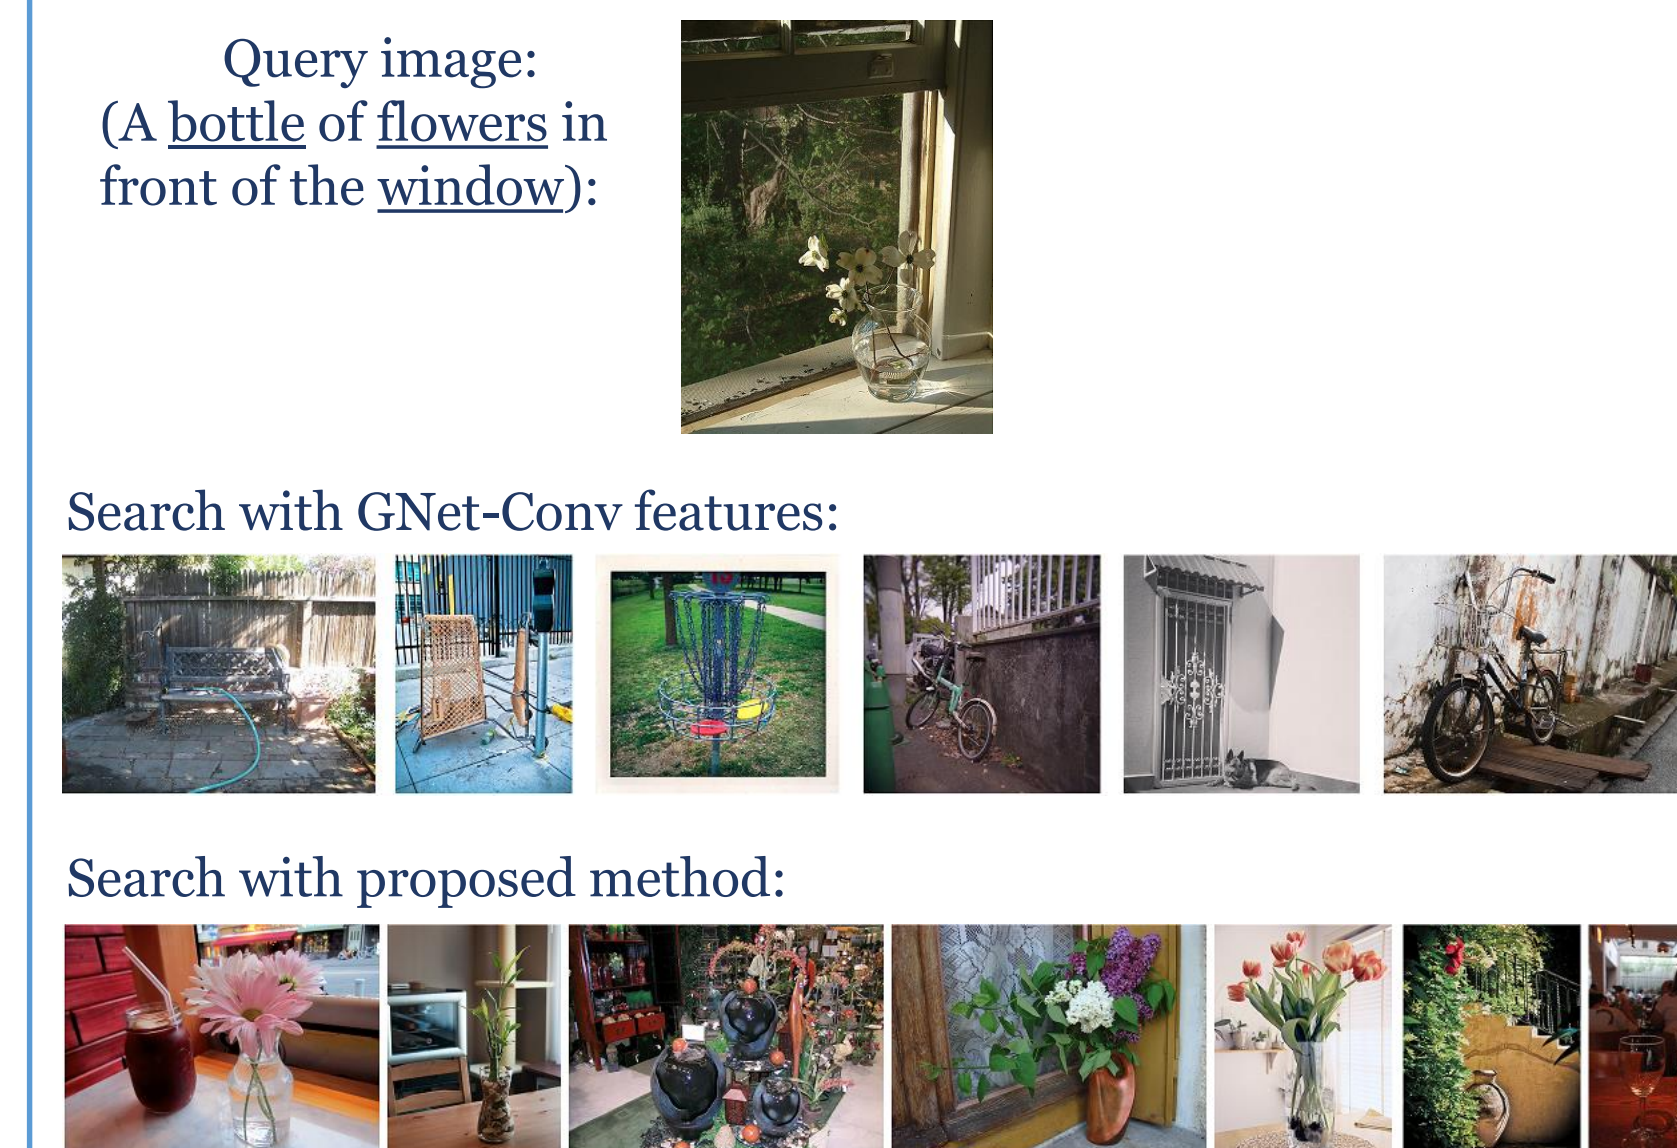 Query image:
(A bottle of flowers in
front of the window):
Search with GNet-Conv features:
Search with proposed method: